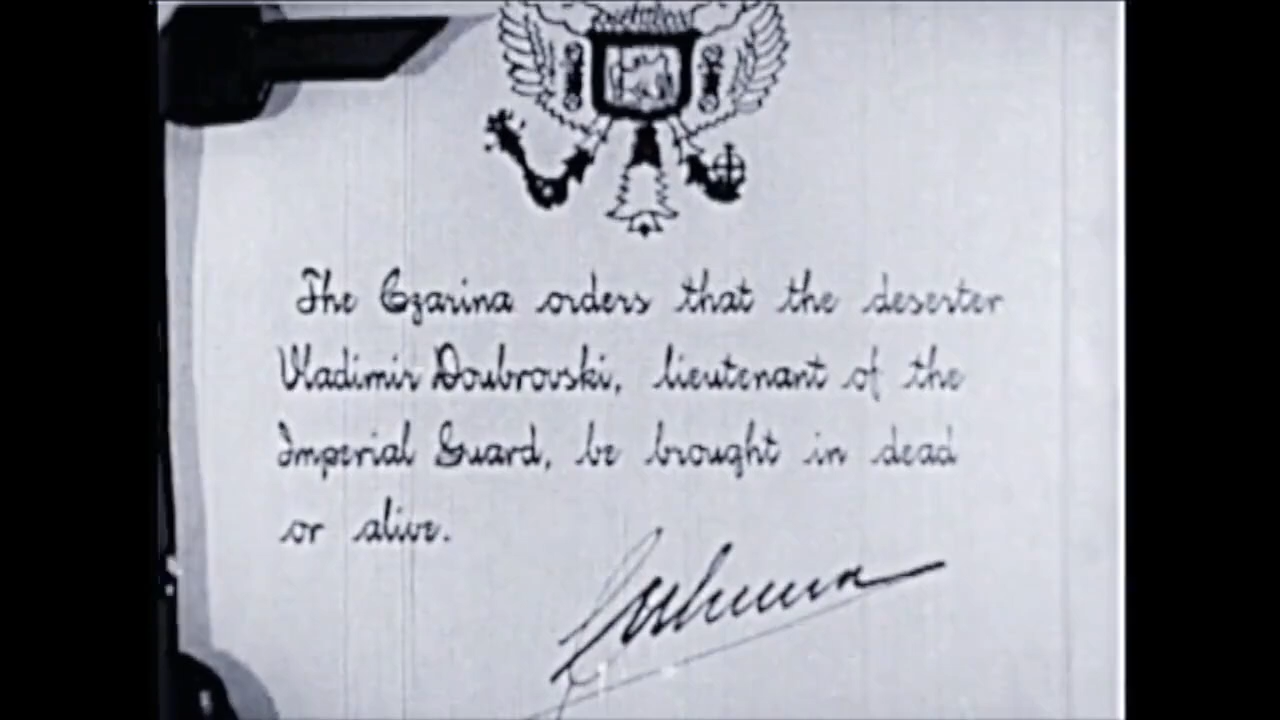 The Czarina orders that the deserter
Vladimir Doubrovski, lieutenant of the
Imperial Guard, be brought in dead
or alive.